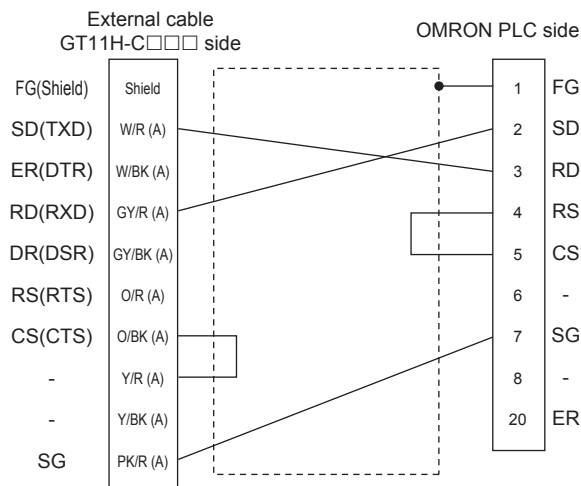 External cable
GT11H-C□□□ side
OMRON PLC side
FG(Shield) Shield 1 FG
SD(TXD) W/R (A) 2 SD
ER(DTR) W/BK (A) 3 RD
RD(RXD) GY/R (A) 4 RS
DR(DSR) GY/BK (A) 5 CS
RS(RTS) O/R (A) 6 -
CS(CTS) O/BK (A) 7 SG
- Y/R (A) 8 -
- Y/BK (A) 20 ER
SG PK/R (A)